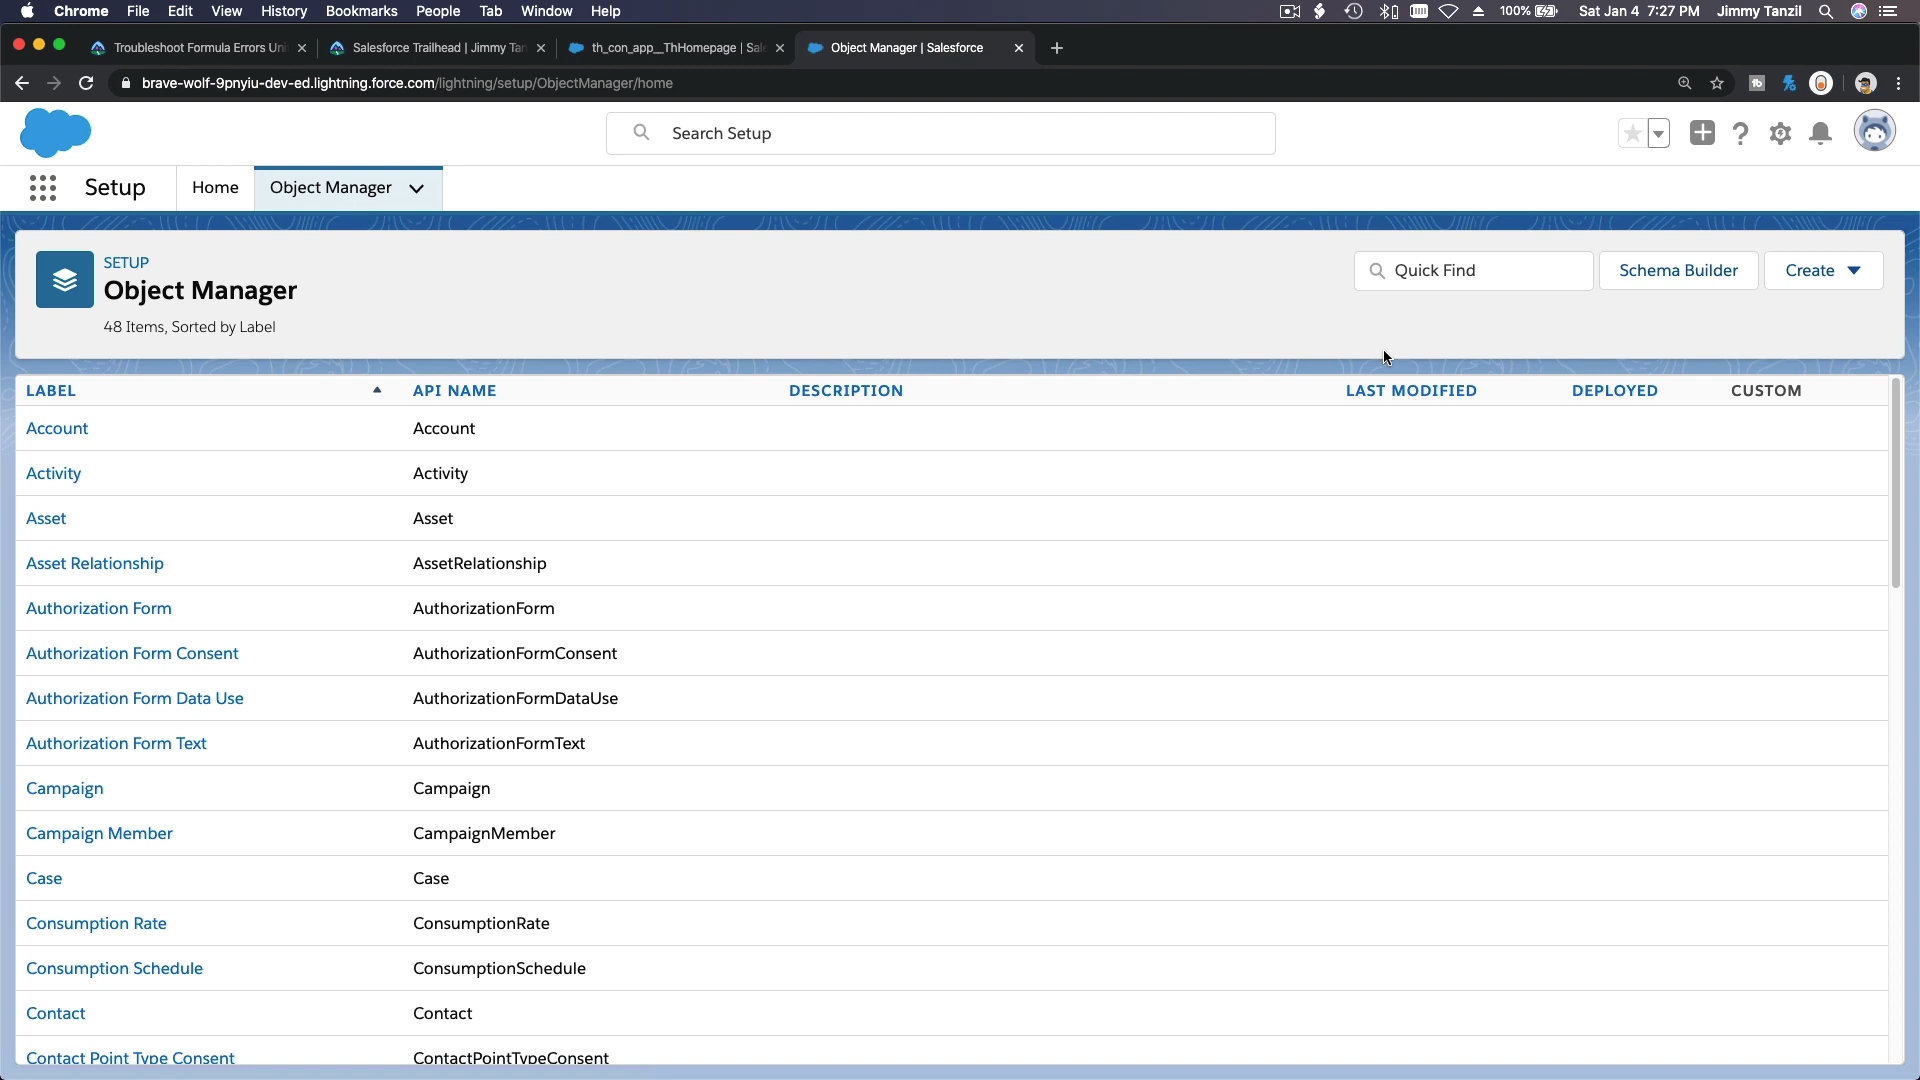 Chrome File Edit View History Bookmarks People Tab Window Help 100% Sat Jan 4 7:27 PM Jimmy Tanzil
Troubleshoot Formula Errors Uni Salesforce Trailhead | Jimmy Tan th_con_app__ThHomepage | Sal Object Manager | Salesforce
brave-wolf-9pnyiu-dev-ed.lightning.force.com/lightning/setup/ObjectManager/home
Search Setup
Setup Home Object Manager
SETUP
Object Manager
48 Items, Sorted by Label
Quick Find Schema Builder Create
LABEL API NAME DESCRIPTION LAST MODIFIED DEPLOYED CUSTOM
Account Account
Activity Activity
Asset Asset
Asset Relationship AssetRelationship
Authorization Form AuthorizationForm
Authorization Form Consent AuthorizationFormConsent
Authorization Form Data Use AuthorizationFormDataUse
Authorization Form Text AuthorizationFormText
Campaign Campaign
Campaign Member CampaignMember
Case Case
Consumption Rate ConsumptionRate
Consumption Schedule ConsumptionSchedule
Contact Contact
Contact Point Type Consent ContactPointTypeConsent